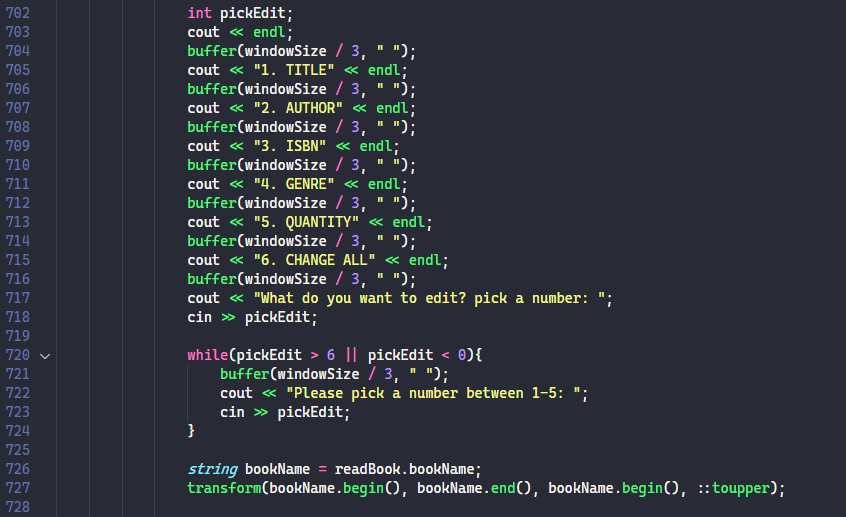 702 int pickEdit;
703 cout << endl;
704 buffer(windowSize / 3, " ");
705 cout << "1. TITLE" << endl;
706 buffer(windowSize / 3, " ");
707 cout << "2. AUTHOR" << endl;
708 buffer(windowSize / 3, " ");
709 cout << "3. ISBN" << endl;
710 buffer(windowSize / 3, " ");
711 cout << "4. GENRE" << endl;
712 buffer(windowSize / 3, " ");
713 cout << "5. QUANTITY" << endl;
714 buffer(windowSize / 3, " ");
715 cout << "6. CHANGE ALL" << endl;
716 buffer(windowSize / 3, " ");
717 cout << "What do you want to edit? pick a number: ";
718 cin >> pickEdit;
719
720 while(pickEdit > 6 || pickEdit < 0){
721 buffer(windowSize / 3, " ");
722 cout << "Please pick a number between 1-5: ";
723 cin >> pickEdit;
724 }
725
726 string bookName = readBook.bookName;
727 transform(bookName.begin(), bookName.end(), bookName.begin(), ::toupper);
728